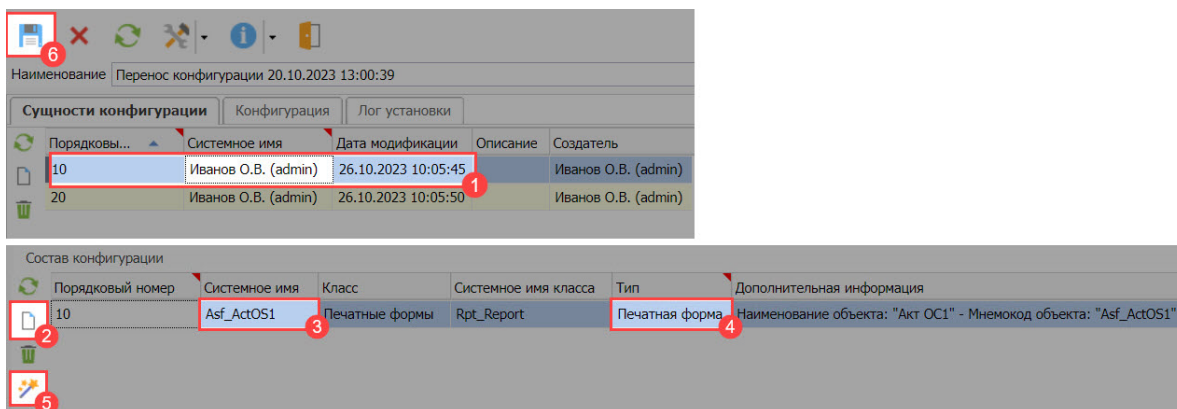 6
Наименование Перенос конфигурации 20.10.2023 13:00:39
Сущности конфигурации Конфигурация Лог установки
Порядковы... Системное имя Дата модификации Описание Создатель
10 Иванов О.В. (admin) 26.10.2023 10:05:45 Иванов О.В. (admin)
1
20 Иванов О.В. (admin) 26.10.2023 10:05:50 Иванов О.В. (admin)
Состав конфигурации
Порядковый номер Системное имя Класс Системное имя класса Тип Дополнительная информация
10 Asf_ActOS1 Печатные формы Rpt_Report Печатная форма Наименование объекта: "Акт ОС1" - Мнемокод объекта: "Asf_ActOS1"
2 3 4
5